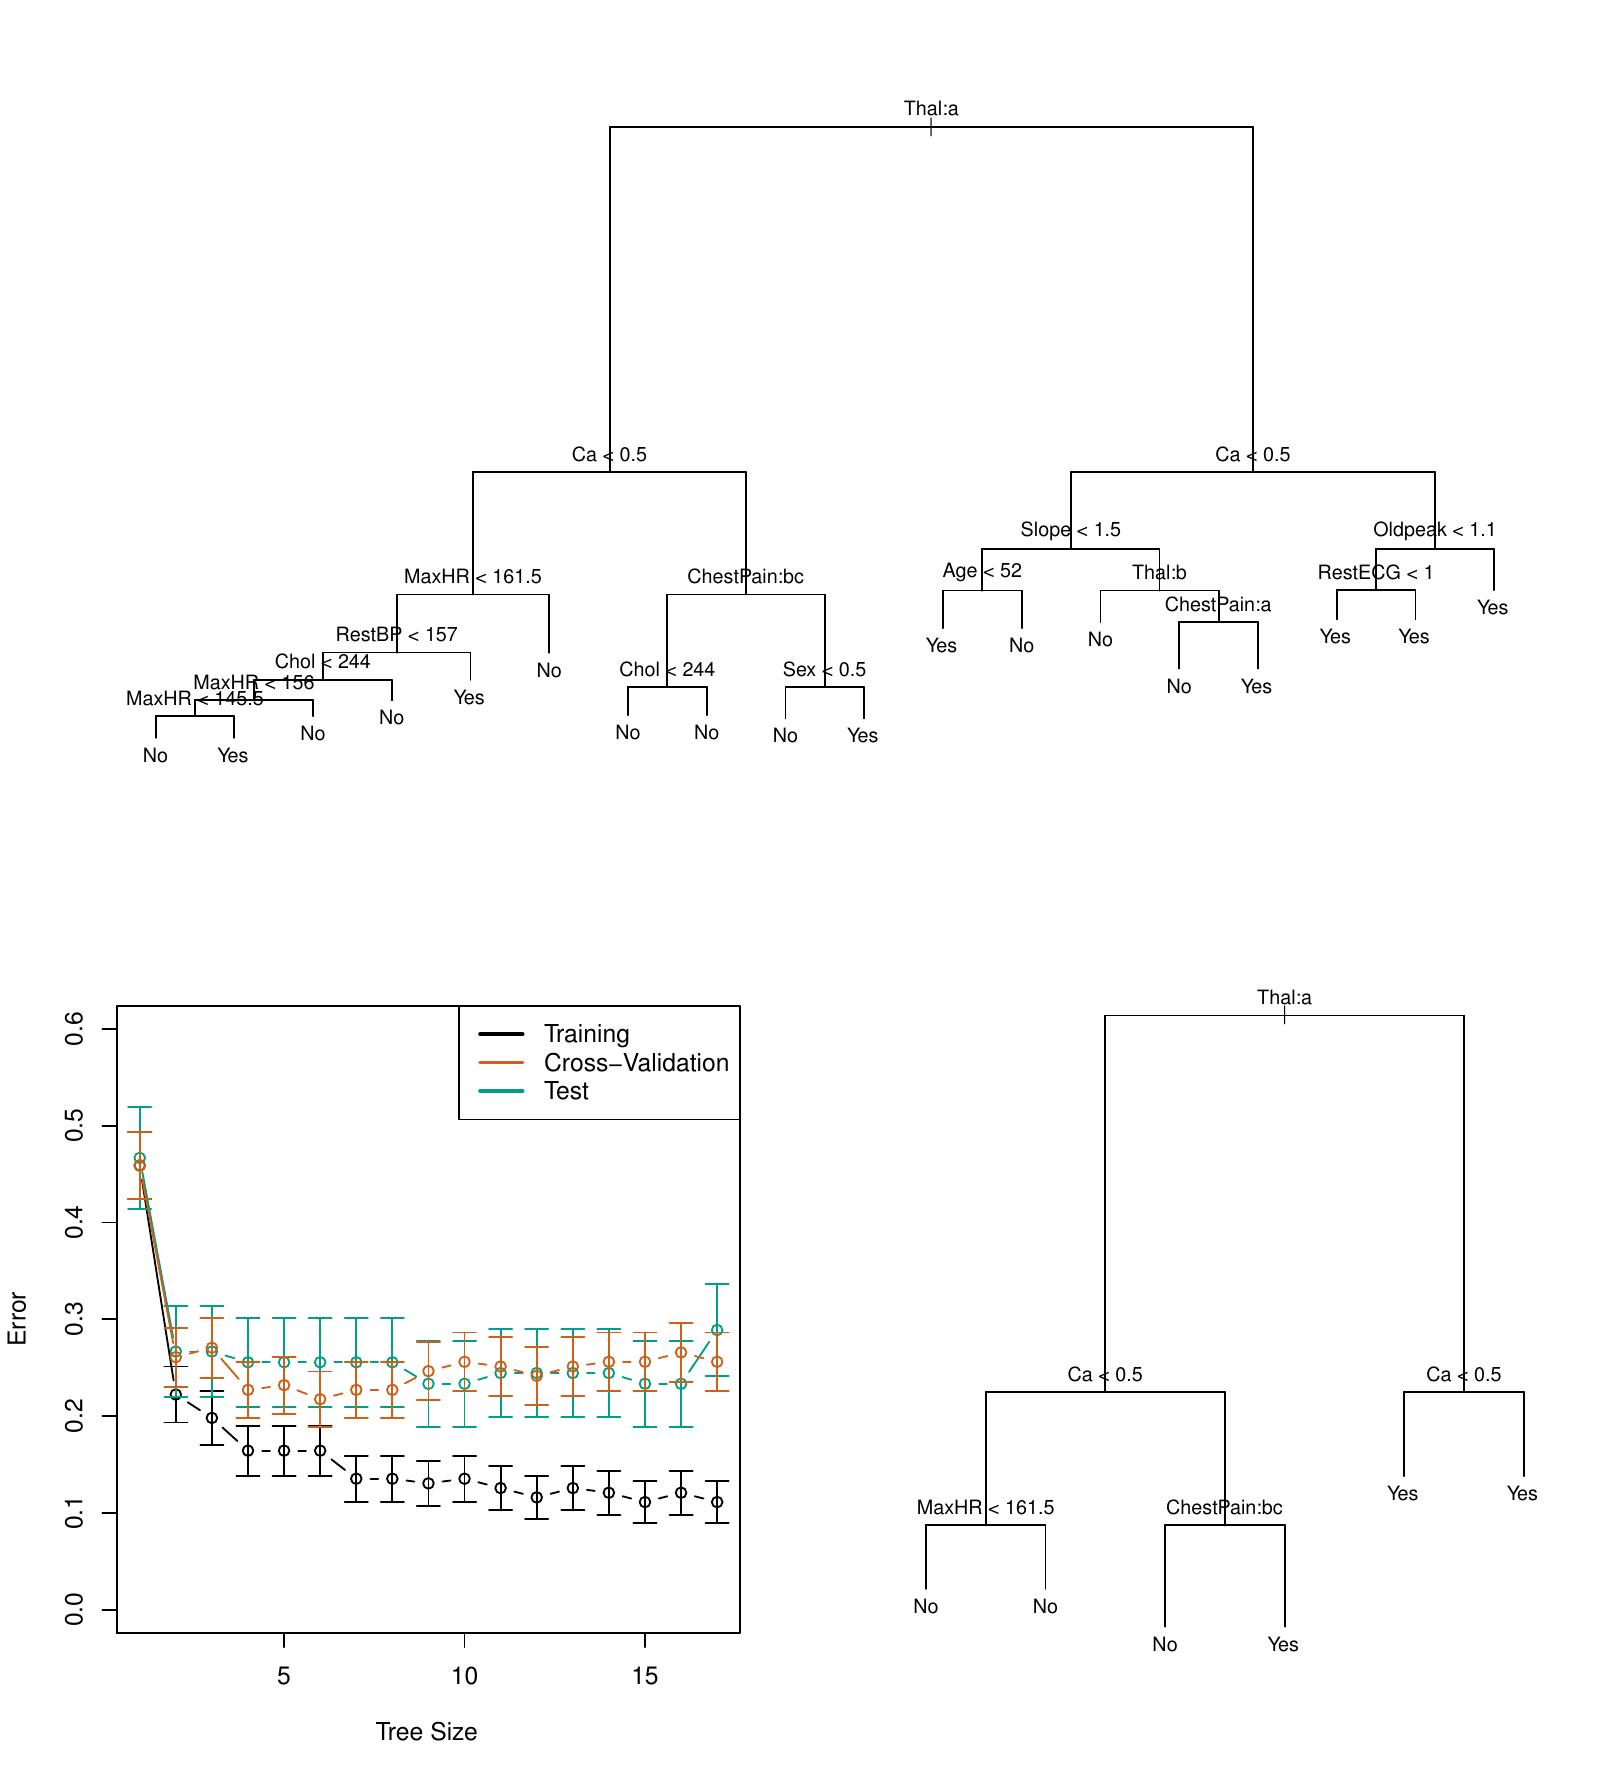 Thal:a
Ca < 0.5
Ca < 0.5
Slope < 1.5
Oldpeak < 1.1
MaxHR < 161.5
ChestPain:bc
Age < 52
Thal:b
RestECG < 1
ChestPain:a
Yes
RestBP < 157
Yes
No
No
Yes
Yes
Chol < 244
No
Chol < 244
Sex < 0.5
MaxHR < 156
Yes
No
Yes
MaxHR < 145.5
No
No
No
No
No
Yes
No
Yes
0.0
0.1
0.2
0.3
0.4
0.5
0.6
Error
Training
Cross−Validation
Test
5
10
15
Tree Size
Thal:a
Ca < 0.5
Ca < 0.5
MaxHR < 161.5
ChestPain:bc
Yes
Yes
No
No
No
Yes